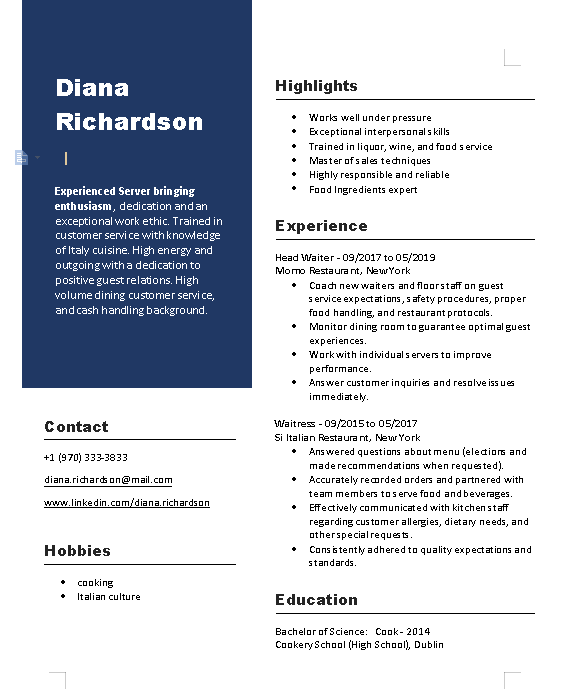 Diana
Richardson
Experienced Server bringing
enthusiasm, dedication and an
exceptional work ethic. Trained in
customer service with knowledge
of Italy cuisine. High energy and
outgoing with a dedication to
positive guest relations. High
volume dining customer service,
and cash handling background.
Contact
+1 (970) 333-3833
diana.richardson@mail.com
www.linkedin.com/diana.richardson
Hobbies
• cooking
• Italian culture
Highlights
• Works well under pressure
• Exceptional interpersonal skills
• Trained in liquor, wine, and food service
• Master of sales techniques
• Highly responsible and reliable
• Food Ingredients expert
Experience
Head Waiter - 09/2017 to 05/2019
Momo Restaurant, New York
• Coach new waiters and floor staff on guest
service expectations, safety procedures, proper
food handling, and restaurant protocols.
• Monitor dining room to guarantee optimal guest
experiences.
• Work with individual servers to improve
performance.
• Answer customer inquiries and resolve issues
immediately.
Waitress - 09/2015 to 05/2017
Si Italian Restaurant, New York
• Answered questions about menu (elections and
made recommendations when requested).
• Accurately recorded orders and partnered with
team members to serve food and beverages.
• Effectively communicated with kitchen staff
regarding customer allergies, dietary needs, and
other special requests.
• Consistently adhered to quality expectations and
standards.
Education
Bachelor of Science: Cook - 2014
Cookery School (High School), Dublin